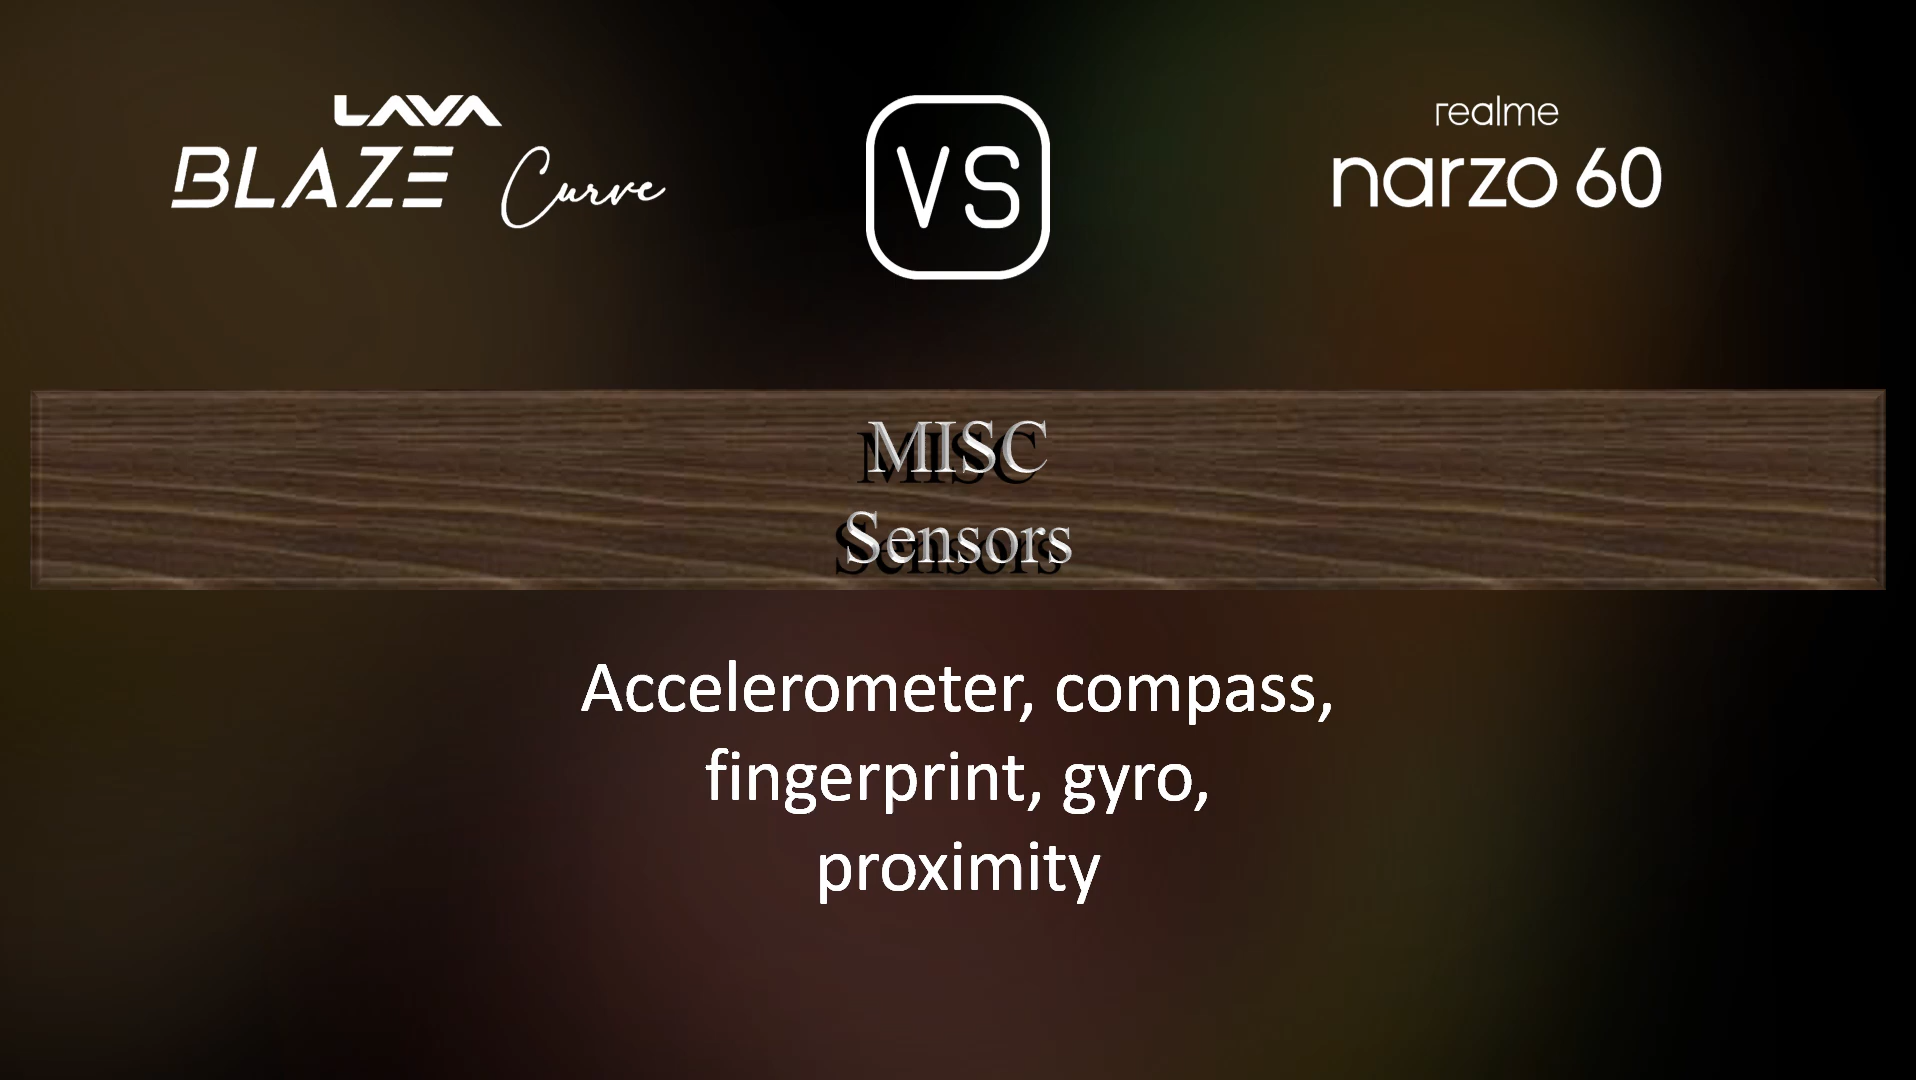 LAVA
BLAZE Curve
VS
realme
narzo 60
MISC
Sensors
Accelerometer, compass,
fingerprint, gyro,
proximity